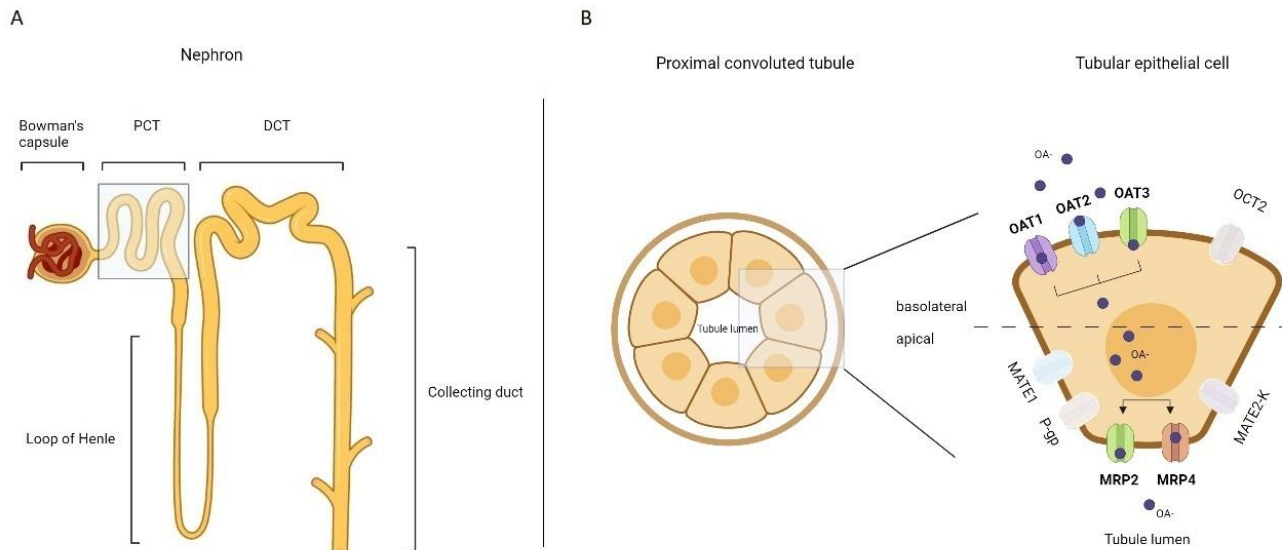 A
Nephron
Bowman's
capsule
PCT
DCT
Loop of Henle
Collecting duct
B
Proximal convoluted tubule
Tubule lumen
Tubular epithelial cell
OA-
OAT1
OAT2
OAT3
OCT2
basolateral
apical
OA-
MATE1
P-gp
MATE2-K
MRP2
MRP4
OA-
Tubule lumen